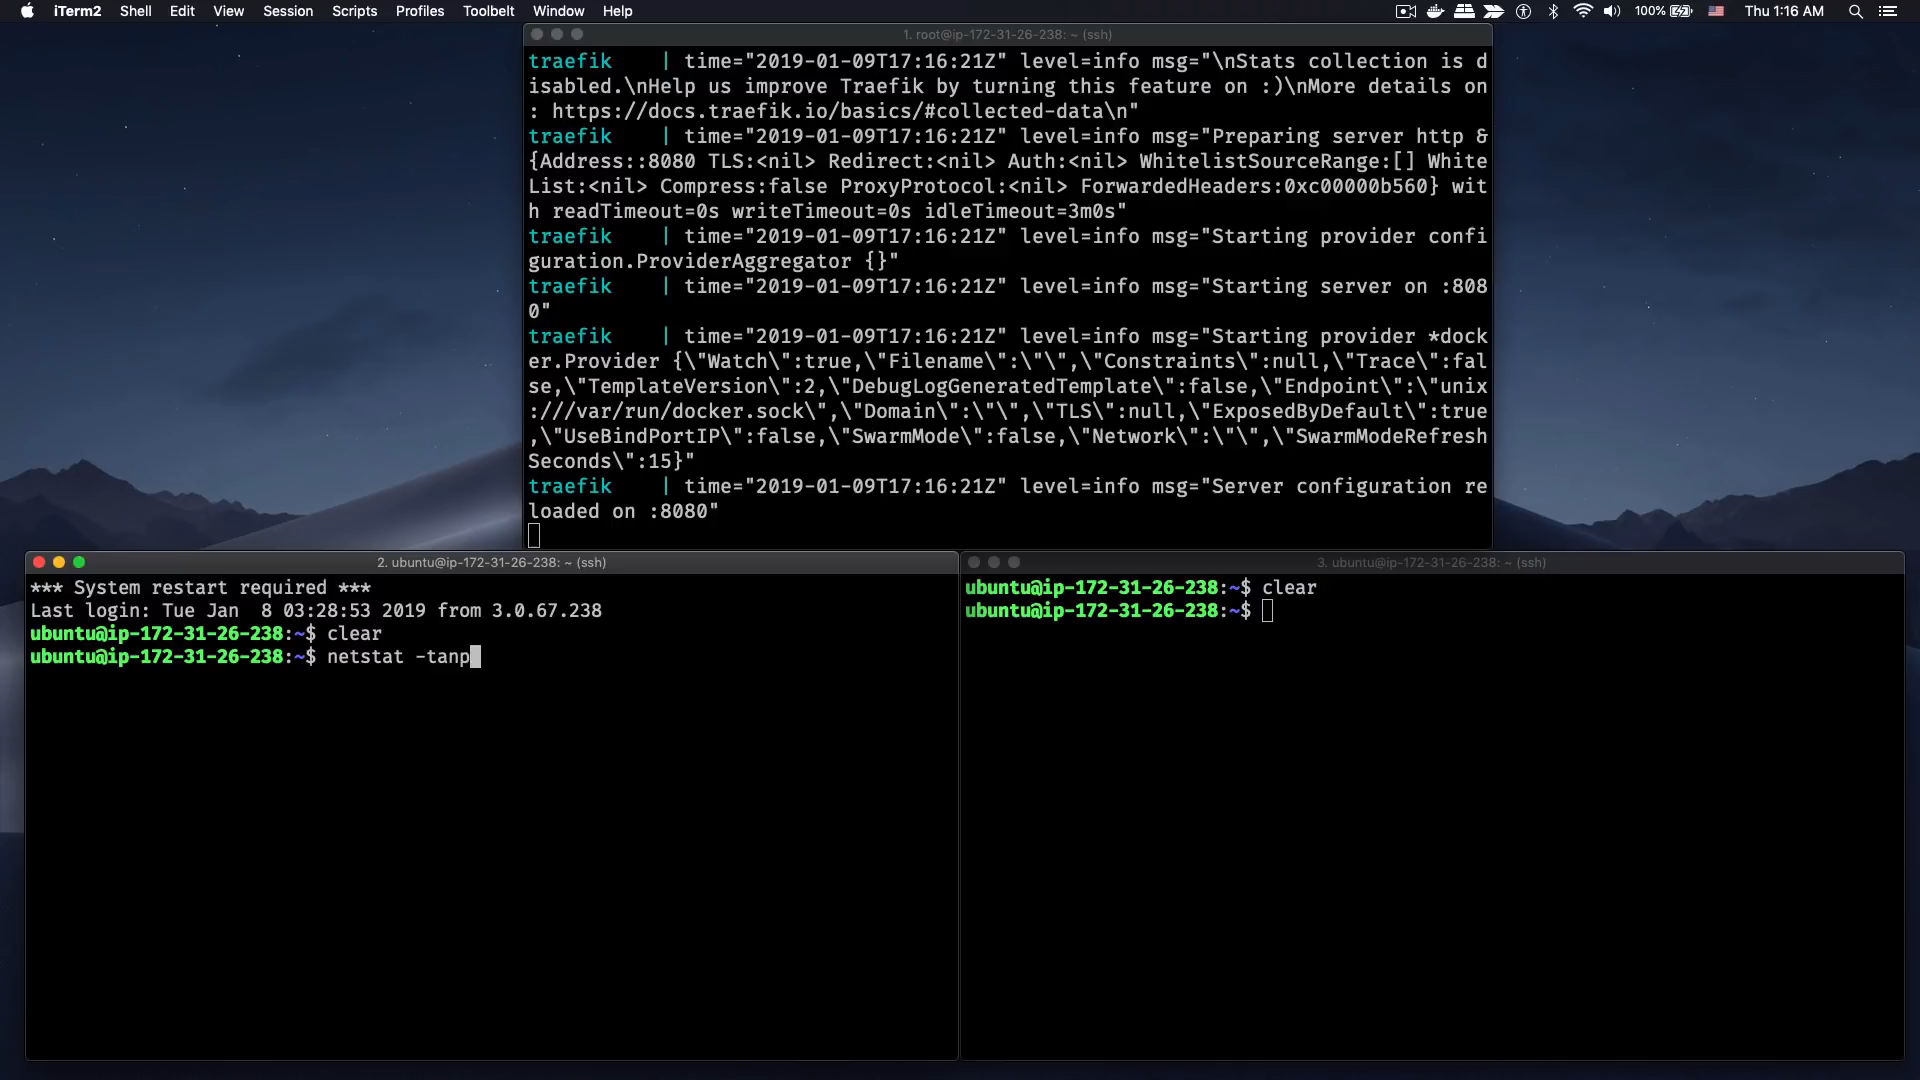 iTerm2 Shell Edit View Session Scripts Profiles Toolbelt Window Help 100% Thu 1:16 AM
1. root@ip-172-31-26-238: ~ (ssh)
traefik | time="2019-01-09T17:16:21Z" level=info msg="\nStats collection is d
isabled.\nHelp us improve Traefik by turning this feature on :)\nMore details on
: https://docs.traefik.io/basics/#collected-data\n"
traefik | time="2019-01-09T17:16:21Z" level=info msg="Preparing server http &
{Address::8080 TLS:<nil> Redirect:<nil> Auth:<nil> WhitelistSourceRange:[] White
List:<nil> Compress:false ProxyProtocol:<nil> ForwardedHeaders:0xc00000b560} wit
h readTimeout=0s writeTimeout=0s idleTimeout=3m0s"
traefik | time="2019-01-09T17:16:21Z" level=info msg="Starting provider confi
guration.ProviderAggregator {}"
traefik | time="2019-01-09T17:16:21Z" level=info msg="Starting server on :808
0"
traefik | time="2019-01-09T17:16:21Z" level=info msg="Starting provider *dock
er.Provider {\"Watch\":true,\"Filename\":\"\",\"Constraints\":null,\"Trace\":fal
se,\"TemplateVersion\":2,\"DebugLogGeneratedTemplate\":false,\"Endpoint\":\"unix
:///var/run/docker.sock\",\"Domain\":\"\",\"TLS\":null,\"ExposedByDefault\":true
,\"UseBindPortIP\":false,\"SwarmMode\":false,\"Network\":\"\",\"SwarmModeRefresh
Seconds\":15}"
traefik | time="2019-01-09T17:16:21Z" level=info msg="Server configuration re
loaded on :8080"
2. ubuntu@ip-172-31-26-238: ~ (ssh)
*** System restart required ***
Last login: Tue Jan  8 03:28:53 2019 from 3.0.67.238
ubuntu@ip-172-31-26-238:~$ clear
ubuntu@ip-172-31-26-238:~$ netstat -tanp
3. ubuntu@ip-172-31-26-238: ~ (ssh)
ubuntu@ip-172-31-26-238:~$ clear
ubuntu@ip-172-31-26-238:~$